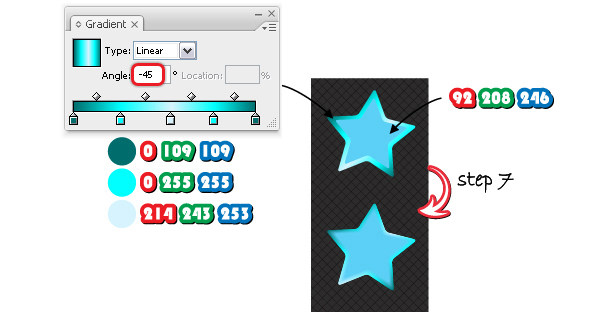 Gradient
Type: Linear
Angle: -45 ° Location: %
92 208 246
0 109 109
0 255 255
214 243 253
step 7